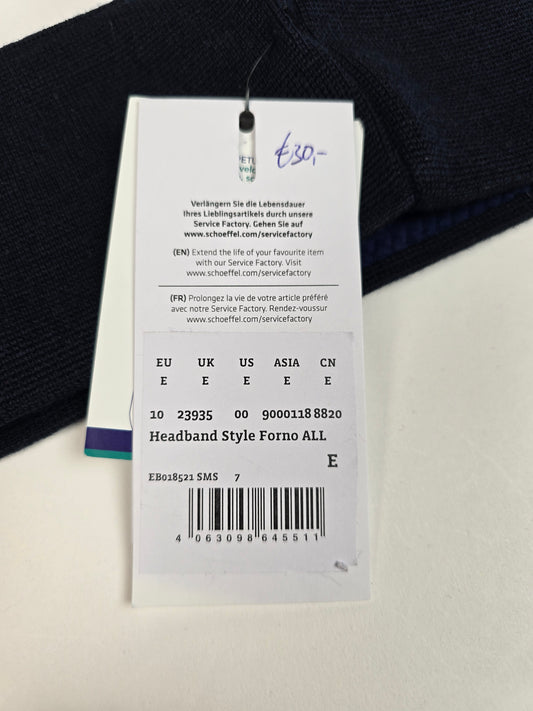 €30,-
Verlängern Sie die Lebensdauer
Ihres Lieblingsartikels durch unsere
Service Factory. Gehen Sie auf
www.schoeffel.com/servicefactory
(EN) Extend the life of your favourite item
with our Service Factory. Visit
www.schoeffel.com/servicefactory
(FR) Prolongez la vie de votre article préféré
avec notre Service Factory. Rendez-voussur
www.schoeffel.com/servicefactory
EU UK US ASIA CN
E E E E E
10 23935 00 9000118 8820
Headband Style Forno ALL
E
EB018521 SMS 7
4 063098 645511